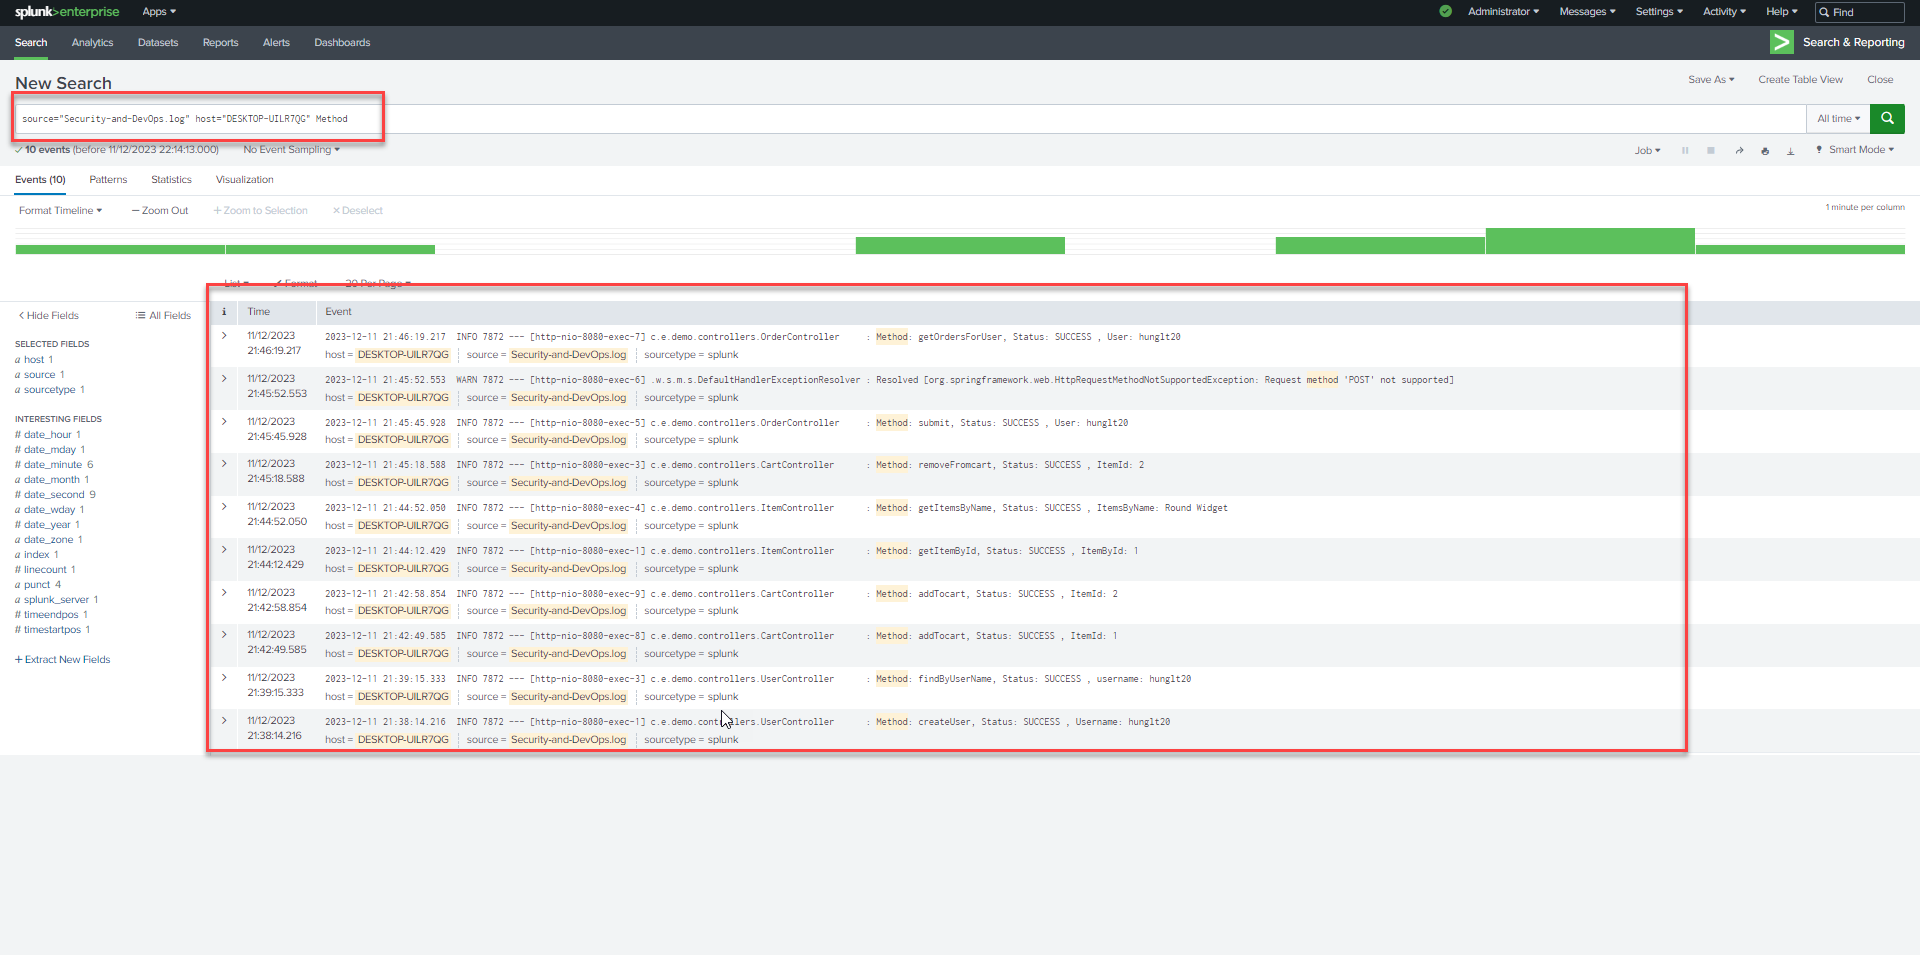 splunk>enterprise Apps Administrator Messages Settings Activity Help Find
Search Analytics Datasets Reports Alerts Dashboards Search & Reporting
New Search Save As Create Table View Close
source="Security-and-DevOps.log" host="DESKTOP-UILR7QG" Method All time
10 events (before 11/12/2023 22:14:13.000) No Event Sampling Job Smart Mode
Events (10) Patterns Statistics Visualization
Format Timeline — Zoom Out + Zoom to Selection × Deselect 1 minute per column
List Format 20 Per Page
< Hide Fields All Fields
SELECTED FIELDS
a host 1
a source 1
a sourcetype 1
INTERESTING FIELDS
# date_hour 1
# date_mday 1
# date_minute 6
a date_month 1
# date_second 9
a date_wday 1
# date_year 1
a date_zone 1
a index 1
# linecount 1
a punct 4
a splunk_server 1
# timeendpos 1
# timestartpos 1
+ Extract New Fields
i Time Event
11/12/2023 21:46:19.217
2023-12-11 21:46:19.217 INFO 7872 --- [http-nio-8080-exec-7] c.e.demo.controllers.OrderController : Method: getOrdersForUser, Status: SUCCESS , User: hunglt20
host = DESKTOP-UILR7QG source = Security-and-DevOps.log sourcetype = splunk
11/12/2023 21:45:52.553
2023-12-11 21:45:52.553 WARN 7872 --- [http-nio-8080-exec-6] .w.s.m.s.DefaultHandlerExceptionResolver : Resolved [org.springframework.web.HttpRequestMethodNotSupportedException: Request method 'POST' not supported]
host = DESKTOP-UILR7QG source = Security-and-DevOps.log sourcetype = splunk
11/12/2023 21:45:45.928
2023-12-11 21:45:45.928 INFO 7872 --- [http-nio-8080-exec-5] c.e.demo.controllers.OrderController : Method: submit, Status: SUCCESS , User: hunglt20
host = DESKTOP-UILR7QG source = Security-and-DevOps.log sourcetype = splunk
11/12/2023 21:45:18.588
2023-12-11 21:45:18.588 INFO 7872 --- [http-nio-8080-exec-3] c.e.demo.controllers.CartController : Method: removeFromcart, Status: SUCCESS , ItemId: 2
host = DESKTOP-UILR7QG source = Security-and-DevOps.log sourcetype = splunk
11/12/2023 21:44:52.050
2023-12-11 21:44:52.050 INFO 7872 --- [http-nio-8080-exec-4] c.e.demo.controllers.ItemController : Method: getItemsByName, Status: SUCCESS , ItemsByName: Round Widget
host = DESKTOP-UILR7QG source = Security-and-DevOps.log sourcetype = splunk
11/12/2023 21:44:12.429
2023-12-11 21:44:12.429 INFO 7872 --- [http-nio-8080-exec-1] c.e.demo.controllers.ItemController : Method: getItemById, Status: SUCCESS , ItemById: 1
host = DESKTOP-UILR7QG source = Security-and-DevOps.log sourcetype = splunk
11/12/2023 21:42:58.854
2023-12-11 21:42:58.854 INFO 7872 --- [http-nio-8080-exec-9] c.e.demo.controllers.CartController : Method: addTocart, Status: SUCCESS , ItemId: 2
host = DESKTOP-UILR7QG source = Security-and-DevOps.log sourcetype = splunk
11/12/2023 21:42:49.585
2023-12-11 21:42:49.585 INFO 7872 --- [http-nio-8080-exec-8] c.e.demo.controllers.CartController : Method: addTocart, Status: SUCCESS , ItemId: 1
host = DESKTOP-UILR7QG source = Security-and-DevOps.log sourcetype = splunk
11/12/2023 21:39:15.333
2023-12-11 21:39:15.333 INFO 7872 --- [http-nio-8080-exec-3] c.e.demo.controllers.UserController : Method: findByUserName, Status: SUCCESS , username: hunglt20
host = DESKTOP-UILR7QG source = Security-and-DevOps.log sourcetype = splunk
11/12/2023 21:38:14.216
2023-12-11 21:38:14.216 INFO 7872 --- [http-nio-8080-exec-1] c.e.demo.controllers.UserController : Method: createUser, Status: SUCCESS , Username: hunglt20
host = DESKTOP-UILR7QG source = Security-and-DevOps.log sourcetype = splunk